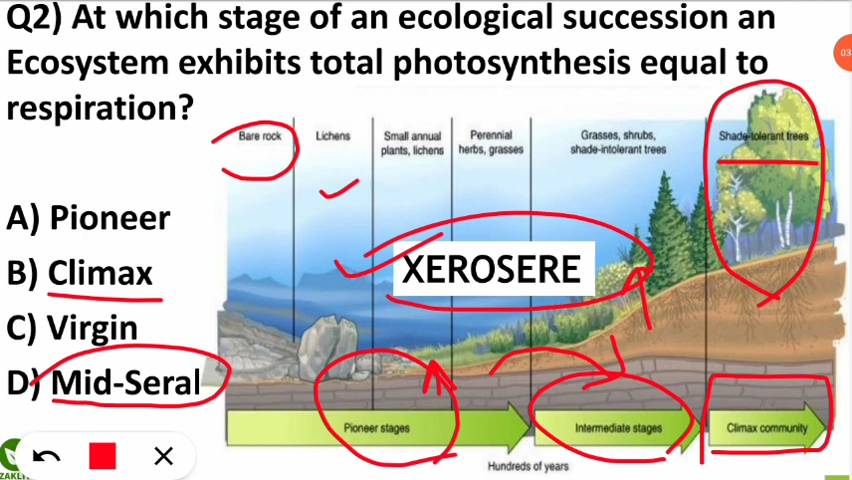 Q2) At which stage of an ecological succession an
Ecosystem exhibits total photosynthesis equal to
respiration?
A) Pioneer
B) Climax
C) Virgin
D) Mid-Seral
Bare rock
Lichens
Small annual
plants, lichens
Perennial
herbs, grasses
Grasses, shrubs,
shade-intolerant trees
Shade-tolerant trees
XEROSERE
Pioneer stages
Intermediate stages
Climax community
Hundreds of years
03